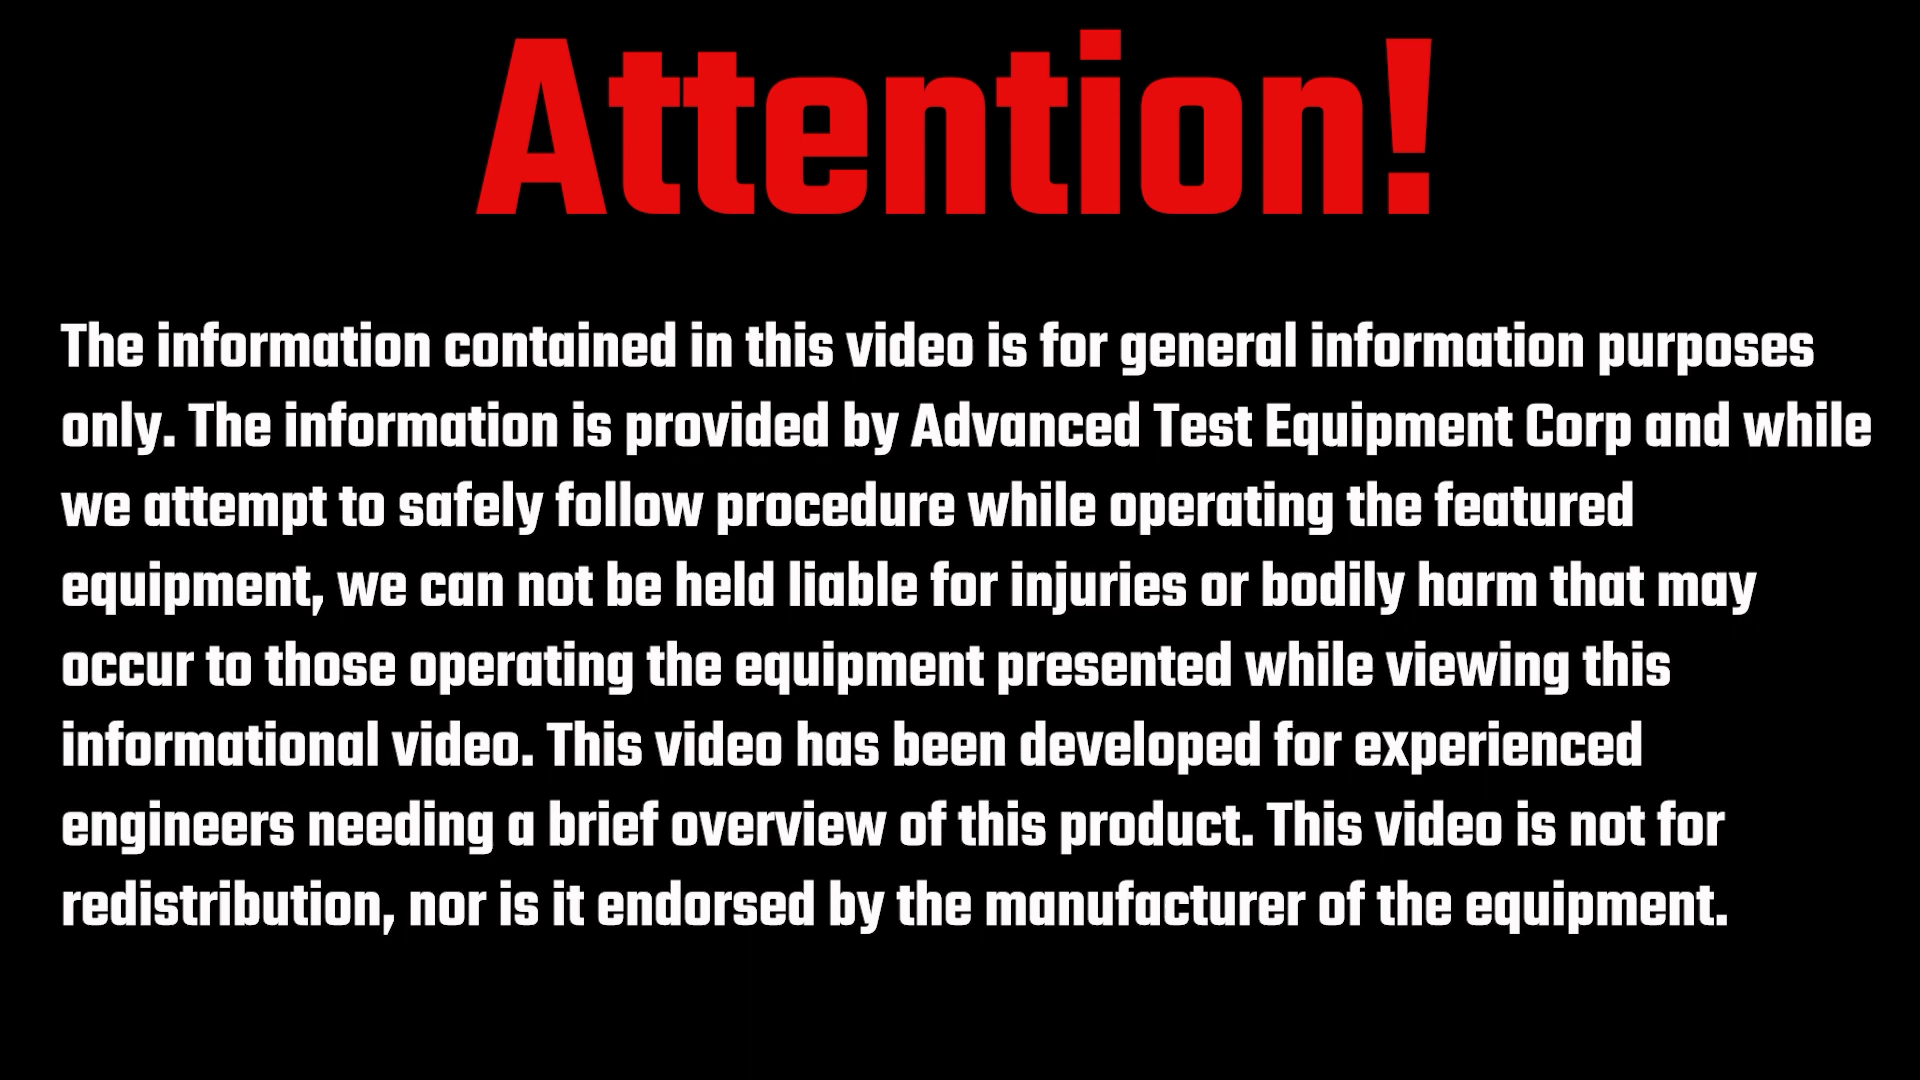 Attention!
The information contained in this video is for general information purposes
only. The information is provided by Advanced Test Equipment Corp and while
we attempt to safely follow procedure while operating the featured
equipment, we can not be held liable for injuries or bodily harm that may
occur to those operating the equipment presented while viewing this
informational video. This video has been developed for experienced
engineers needing a brief overview of this product. This video is not for
redistribution, nor is it endorsed by the manufacturer of the equipment.